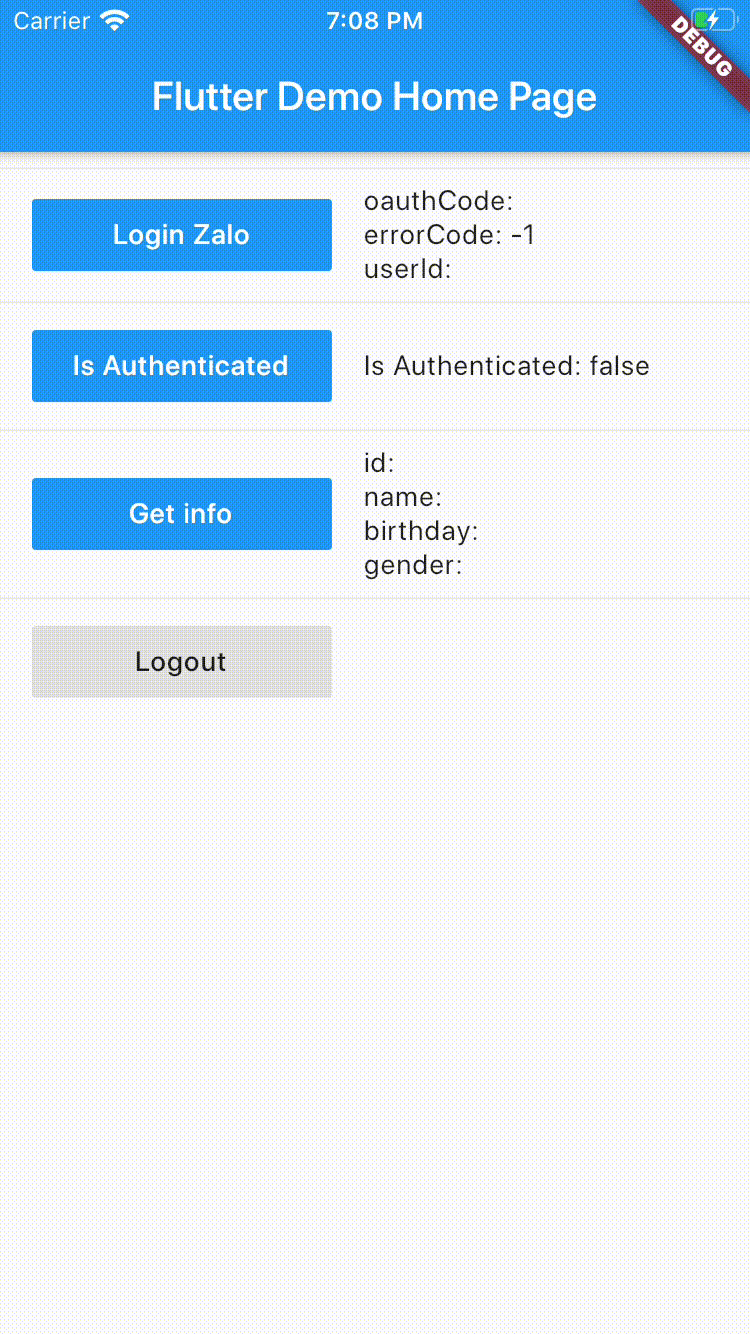 Carrier
7:08 PM
DEBUG
Flutter Demo Home Page
Login Zalo
oauthCode:
errorCode: -1
userId:
Is Authenticated
Is Authenticated: false
Get info
id:
name:
birthday:
gender:
Logout